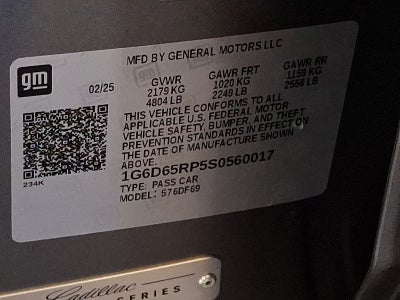 MFD BY GENERAL MOTORS LLC
gm
02/25
GVWR GAWR FRT GAWR RR
2179 KG 1020 KG 1159 KG
4804 LB 2249 LB 2556 LB
THIS VEHICLE CONFORMS TO ALL
APPLICABLE U.S. FEDERAL MOTOR
VEHICLE SAFETY, BUMPER, AND THEFT
PREVENTION STANDARDS IN EFFECT ON
THE DATE OF MANUFACTURE SHOWN
ABOVE.
1G6D65RP5S0560017
TYPE: PASS CAR
MODEL: 576DF69
234K
Cadillac
SERIES